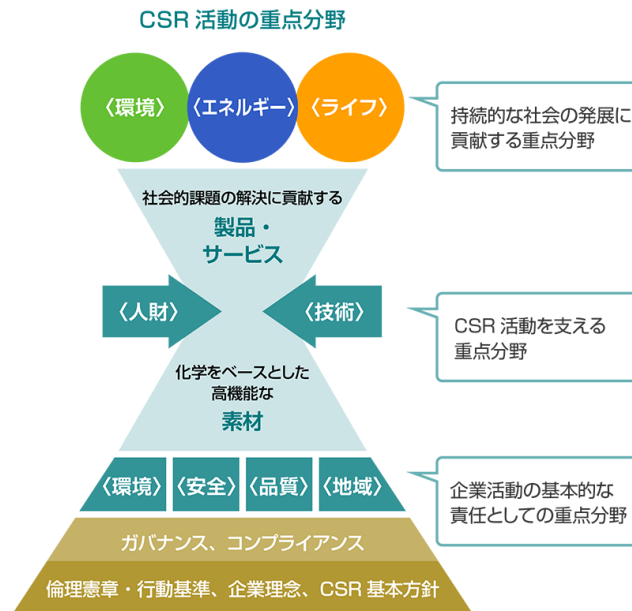 CSR 活動の重点分野
〈環境〉
〈エネルギー〉
〈ライフ〉
持続的な社会の発展に
貢献する重点分野
社会的課題の解決に貢献する
製品・
サービス
〈人財〉
〈技術〉
CSR 活動を支える
重点分野
化学をベースとした
高機能な
素材
〈環境〉
〈安全〉
〈品質〉
〈地域〉
企業活動の基本的な
責任としての重点分野
ガバナンス、コンプライアンス
倫理憲章・行動基準、企業理念、CSR 基本方針